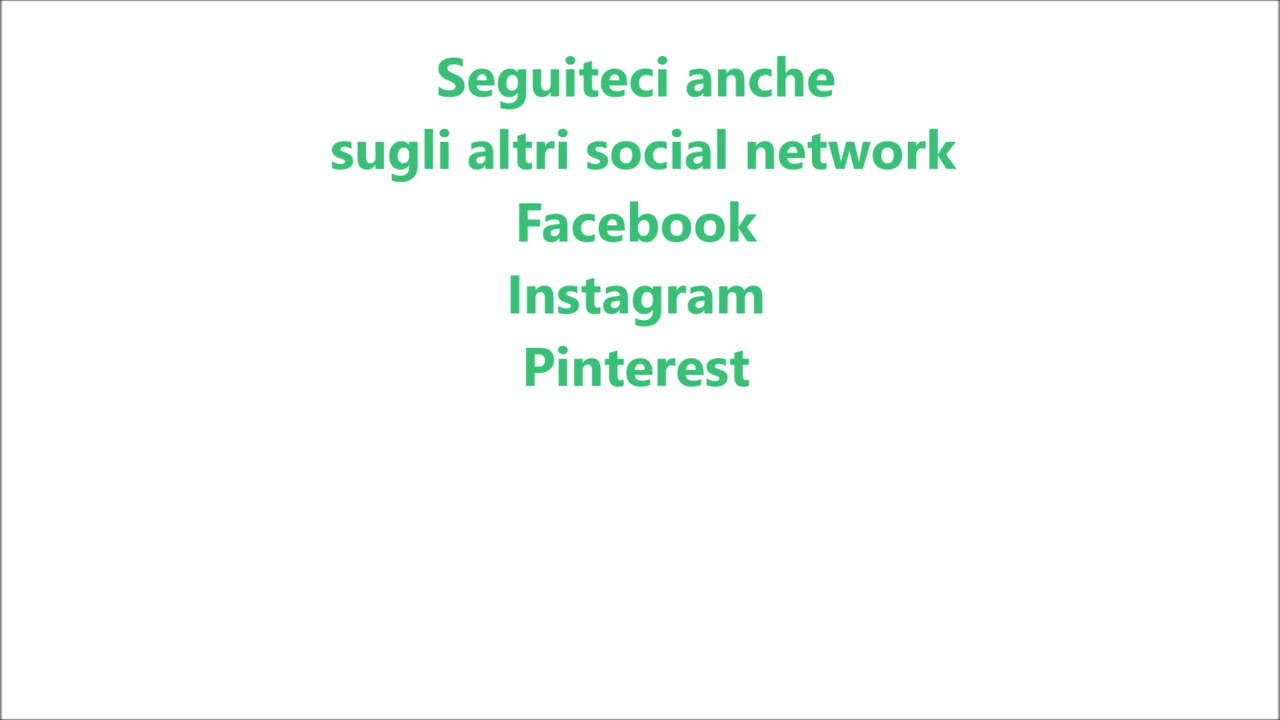 Seguiteci anche
sugli altri social network
Facebook
Instagram
Pinterest